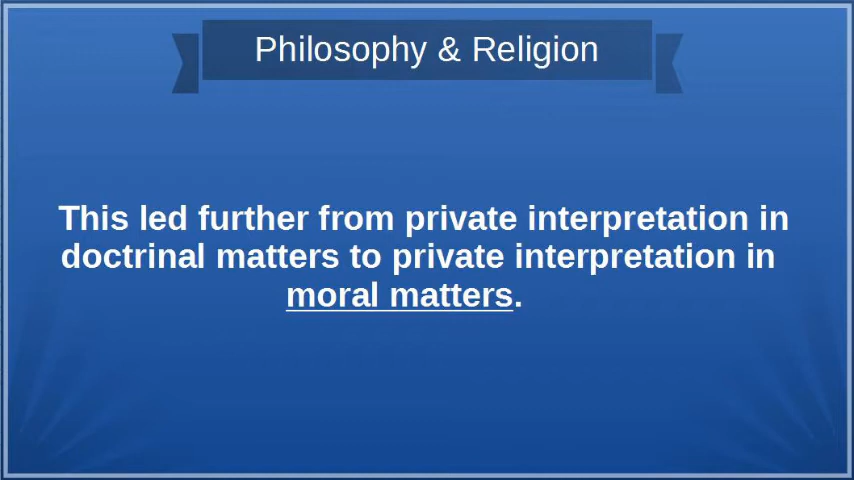 Philosophy & Religion
This led further from private interpretation in
doctrinal matters to private interpretation in
moral matters.